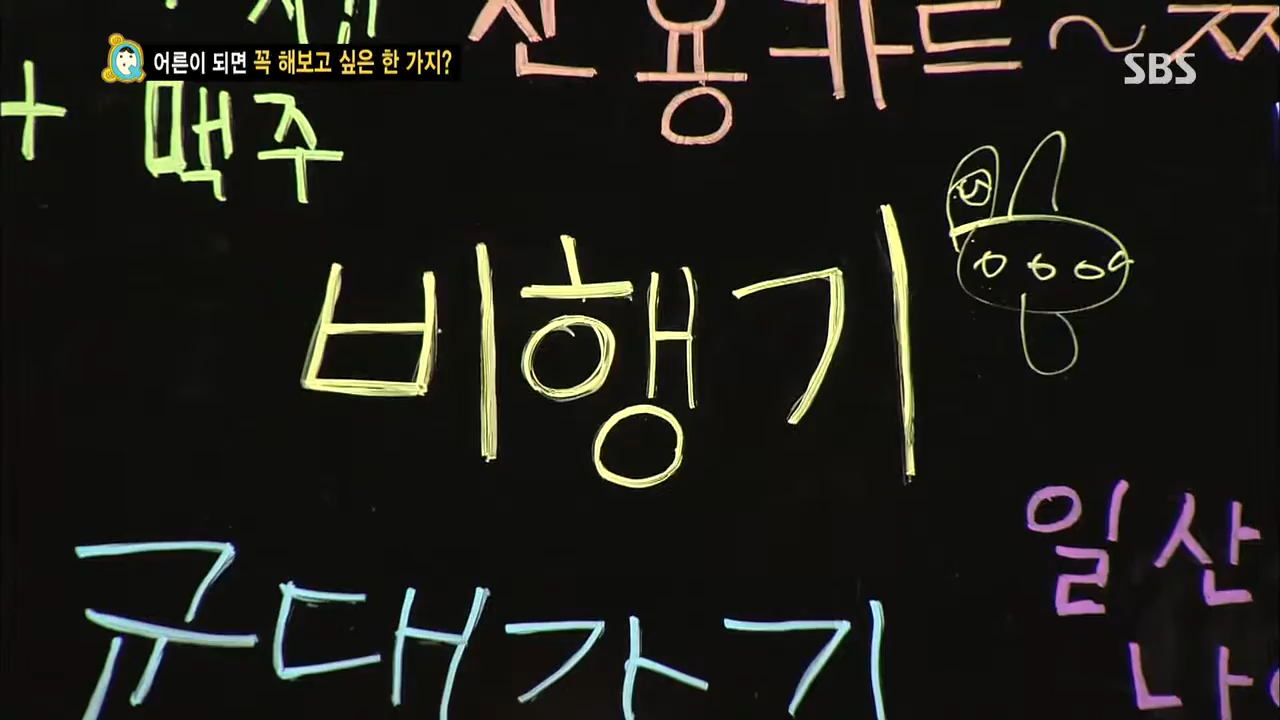 어른이 되면 꼭 해보고 싶은 한 가지?
SBS
신용카드~
+ 맥주
비행기
일산
규대가기